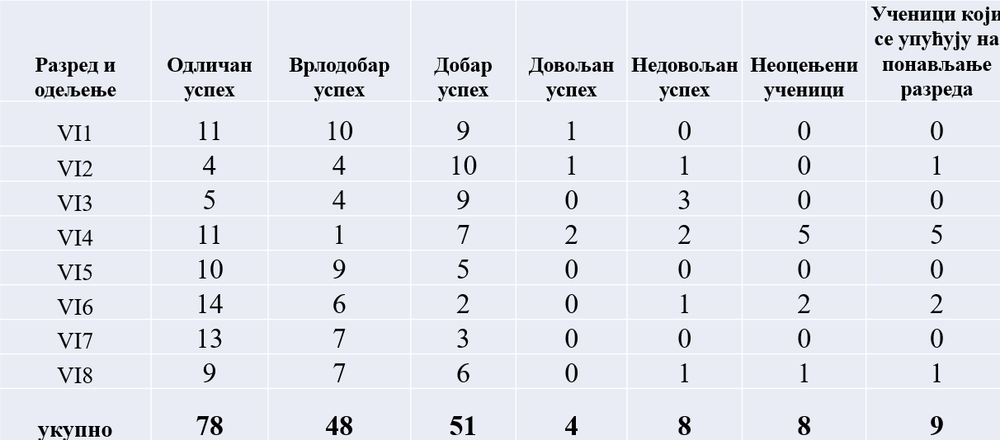 Разред и одељење Одличан успех Врлодобар успех Добар успех Довољан успех Недовољан успех Неоцењени ученици Ученици који се упућују на понављање разреда
VI1 11 10 9 1 0 0 0
VI2 4 4 10 1 1 0 1
VI3 5 4 9 0 3 0 0
VI4 11 1 7 2 2 5 5
VI5 10 9 5 0 0 0 0
VI6 14 6 2 0 1 2 2
VI7 13 7 3 0 0 0 0
VI8 9 7 6 0 1 1 1
укупно 78 48 51 4 8 8 9